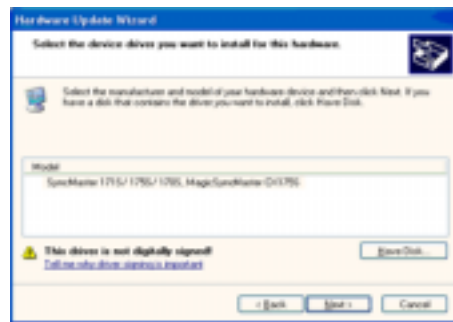 Hardware Update Wizard
Select the device driver you want to install for this hardware.
Select the manufacturer and model of your hardware device and then click Next. If you
have a disk that contains the driver you want to install, click Have Disk.
Model
SyncMaster 171S/ 175S/ 170S, MagicSyncMaster
This driver is not digitally signed!
Tell me why driver signing is important
Have Disk...
< Back
Next >
Cancel